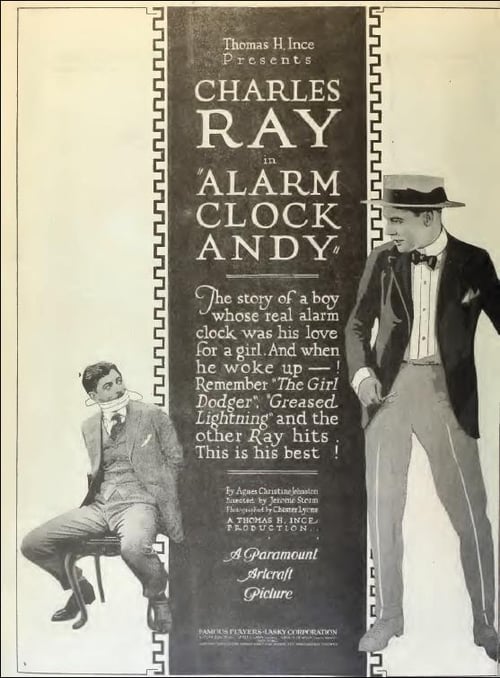 Thomas H. Ince
Presents
CHARLES
RAY
in
"ALARM
CLOCK
ANDY"
The story of a boy
whose real alarm
clock was his love
for a girl. And when
he woke up — !
Remember "The Girl
Dodger", "Greased
Lightning" and the
other Ray hits .
This is his best !
By Agnes Christine Johnston
Directed by Jerome Storm
Photographed by Chester Lyons
A THOMAS H. INCE
PRODUCTION
A Paramount
Artcraft
Picture
FAMOUS PLAYERS-LASKY CORPORATION